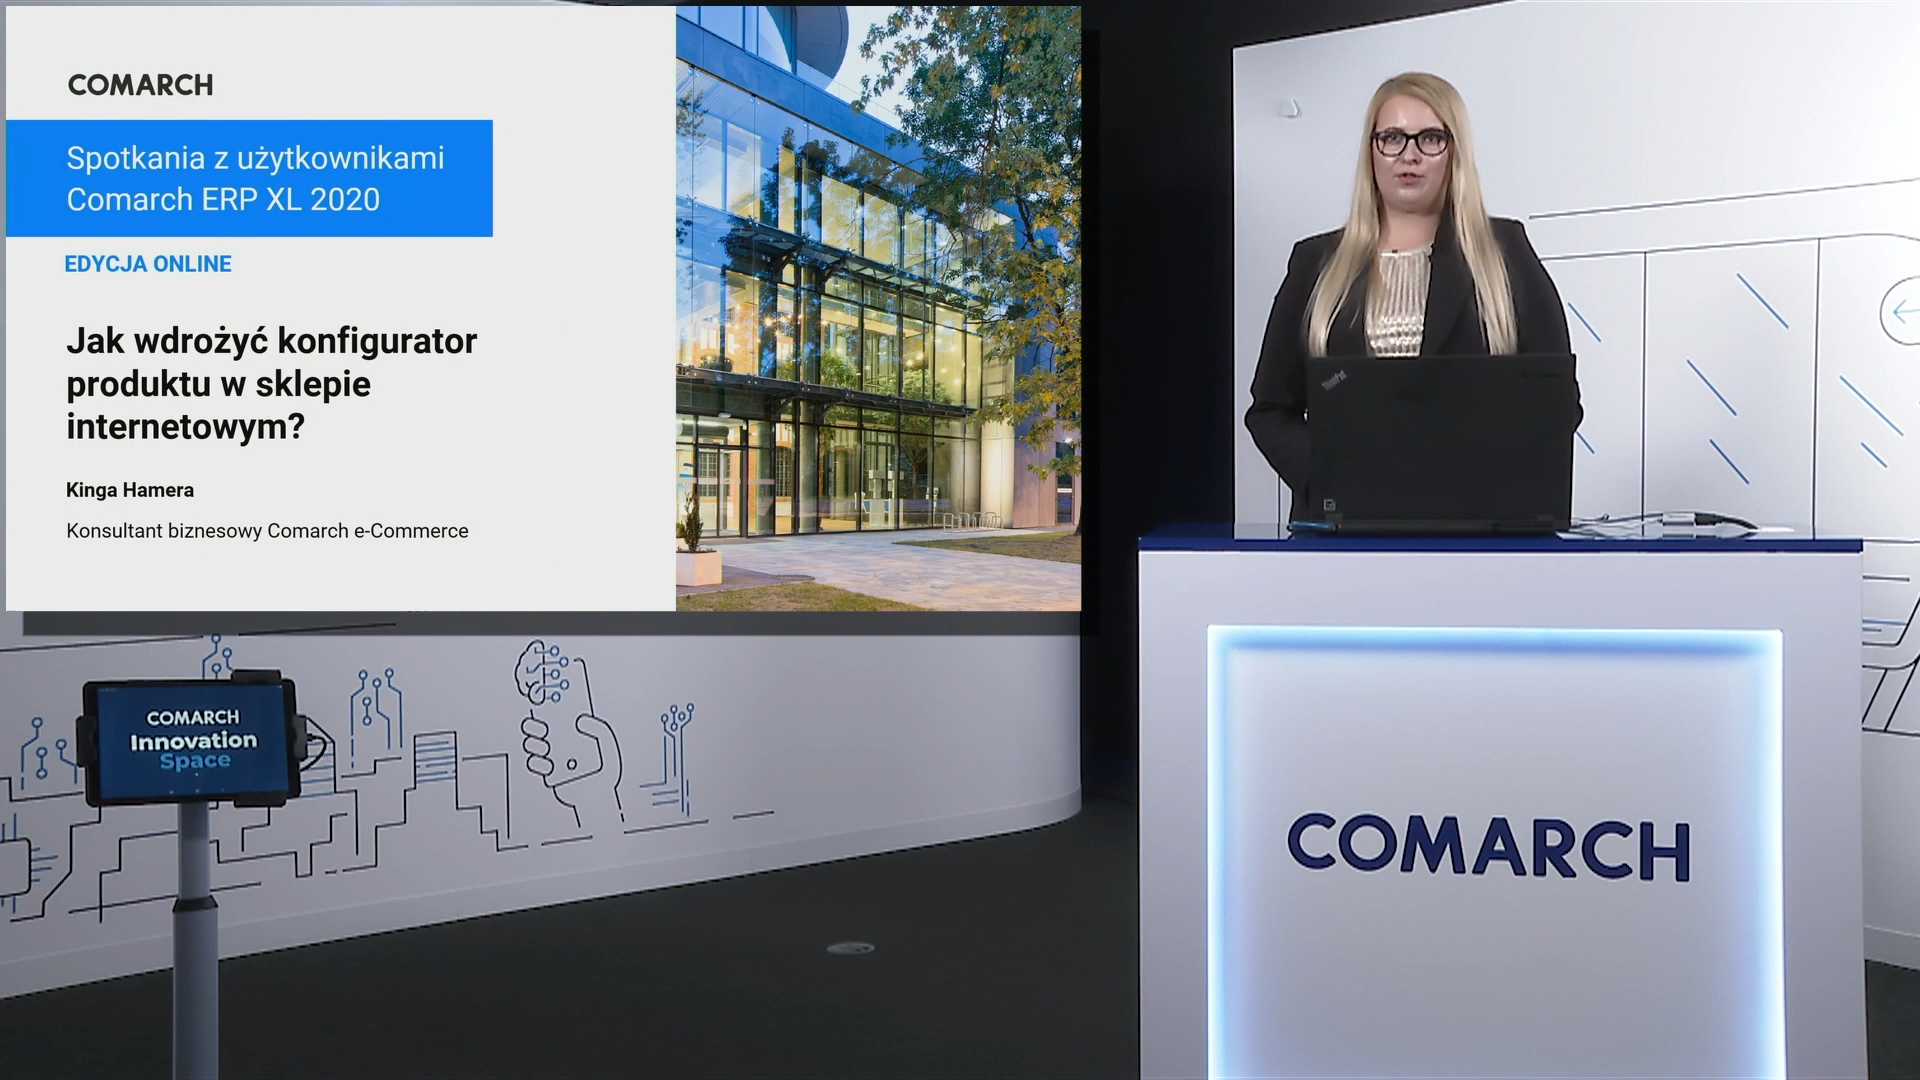 COMARCH
Spotkania z użytkownikami
Comarch ERP XL 2020
EDYCJA ONLINE
Jak wdrożyć konfigurator
produktu w sklepie
internetowym?
Kinga Hamera
Konsultant biznesowy Comarch e-Commerce
COMARCH
Innovation
Space
ThinkPad
COMARCH